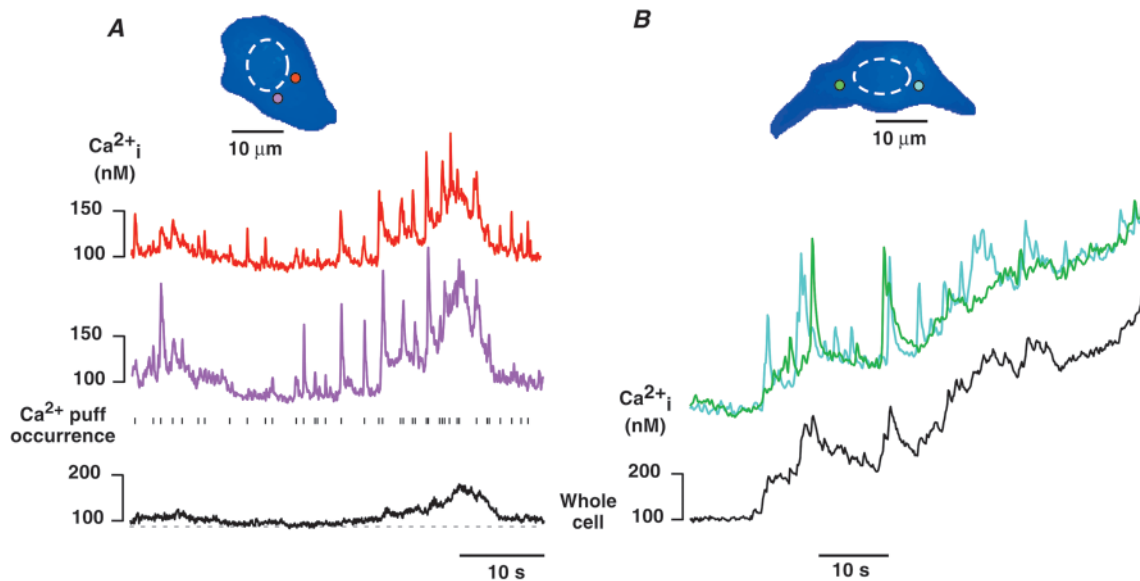 A
10 μm
Ca²⁺i
(nM)
150
100
150
100
Ca²⁺ puff
occurrence
200
100
10 s
B
10 μm
Ca²⁺i
(nM)
200
Whole
cell
100
10 s